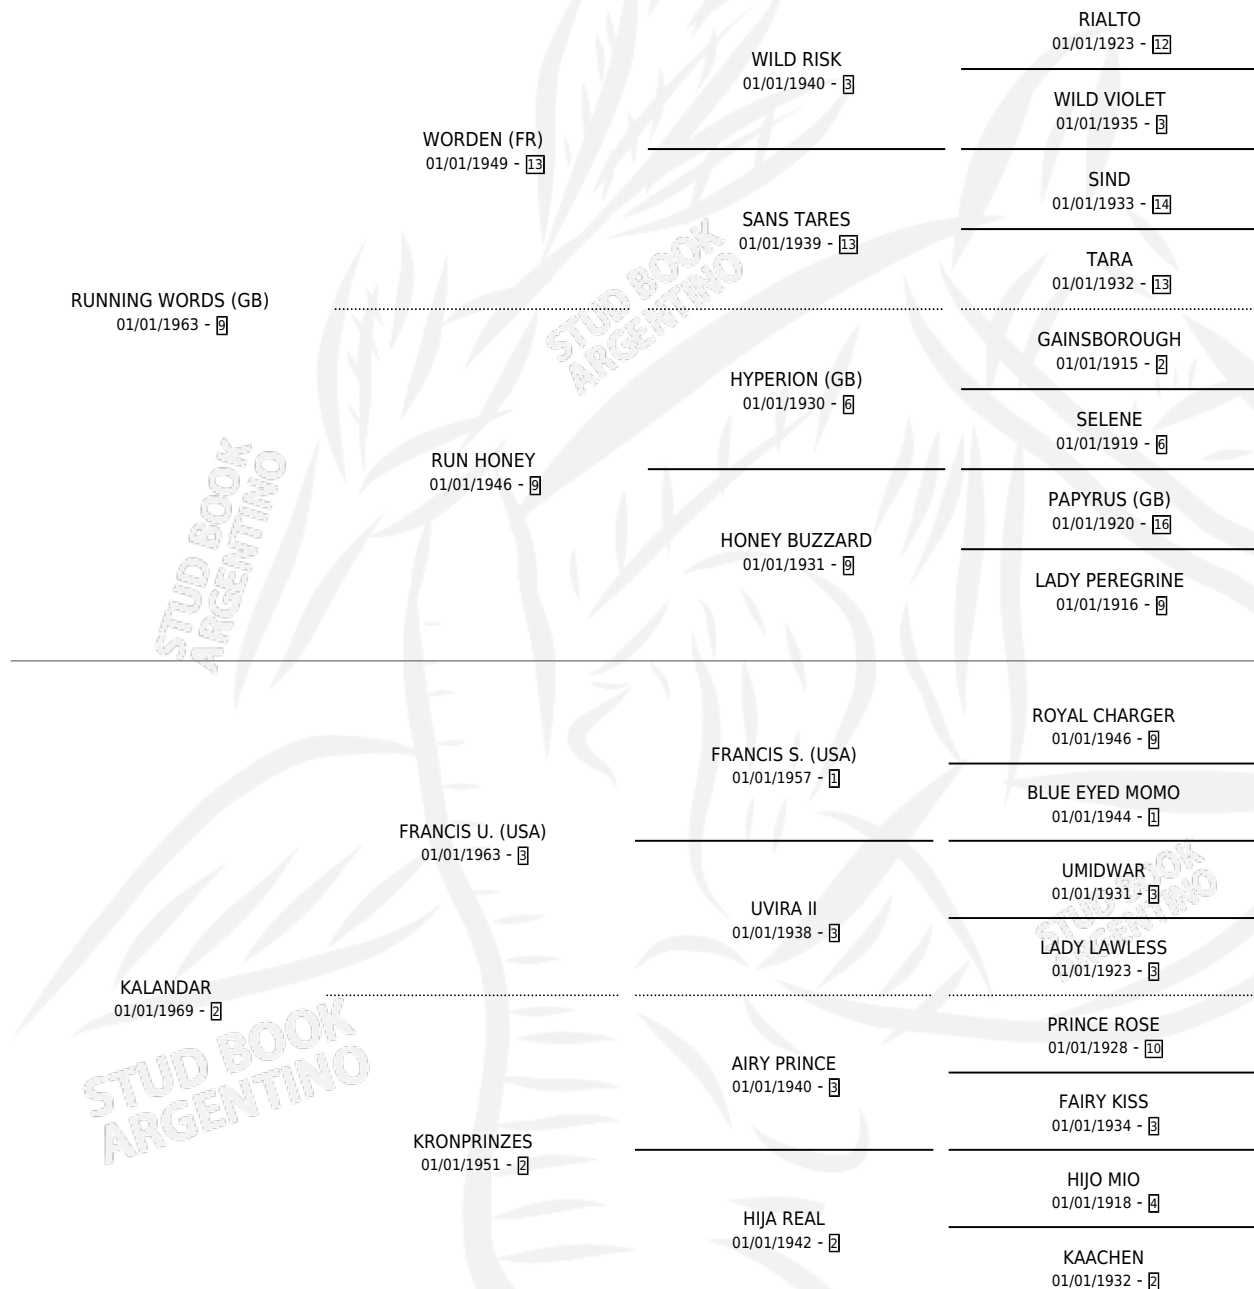 RIALTO
01/01/1923 - 12
WILD RISK
01/01/1940 - 3
WILD VIOLET
01/01/1935 - 3
WORDEN (FR)
01/01/1949 - 13
SIND
01/01/1933 - 14
SANS TARES
01/01/1939 - 13
TARA
01/01/1932 - 13
RUNNING WORDS (GB)
01/01/1963 - 9
GAINSBOROUGH
01/01/1915 - 2
HYPERION (GB)
01/01/1930 - 6
SELENE
01/01/1919 - 6
RUN HONEY
01/01/1946 - 9
PAPYRUS (GB)
01/01/1920 - 16
HONEY BUZZARD
01/01/1931 - 9
LADY PEREGRINE
01/01/1916 - 9
STUD BOOK
ARGENTINO
STUD BOOK
ARGENTINO
ROYAL CHARGER
01/01/1946 - 9
FRANCIS S. (USA)
01/01/1957 - 1
BLUE EYED MOMO
01/01/1944 - 1
FRANCIS U. (USA)
01/01/1963 - 3
UMIDWAR
01/01/1931 - 3
UVIRA II
01/01/1938 - 3
LADY LAWLESS
01/01/1923 - 3
STUD BOOK
ARGENTINO
KALANDAR
01/01/1969 - 2
PRINCE ROSE
01/01/1928 - 10
AIRY PRINCE
01/01/1940 - 3
FAIRY KISS
01/01/1934 - 3
KRONPRINZES
01/01/1951 - 2
HIJO MIO
01/01/1918 - 4
HIJA REAL
01/01/1942 - 2
KAACHEN
01/01/1932 - 2
STUD BOOK
ARGENTINO